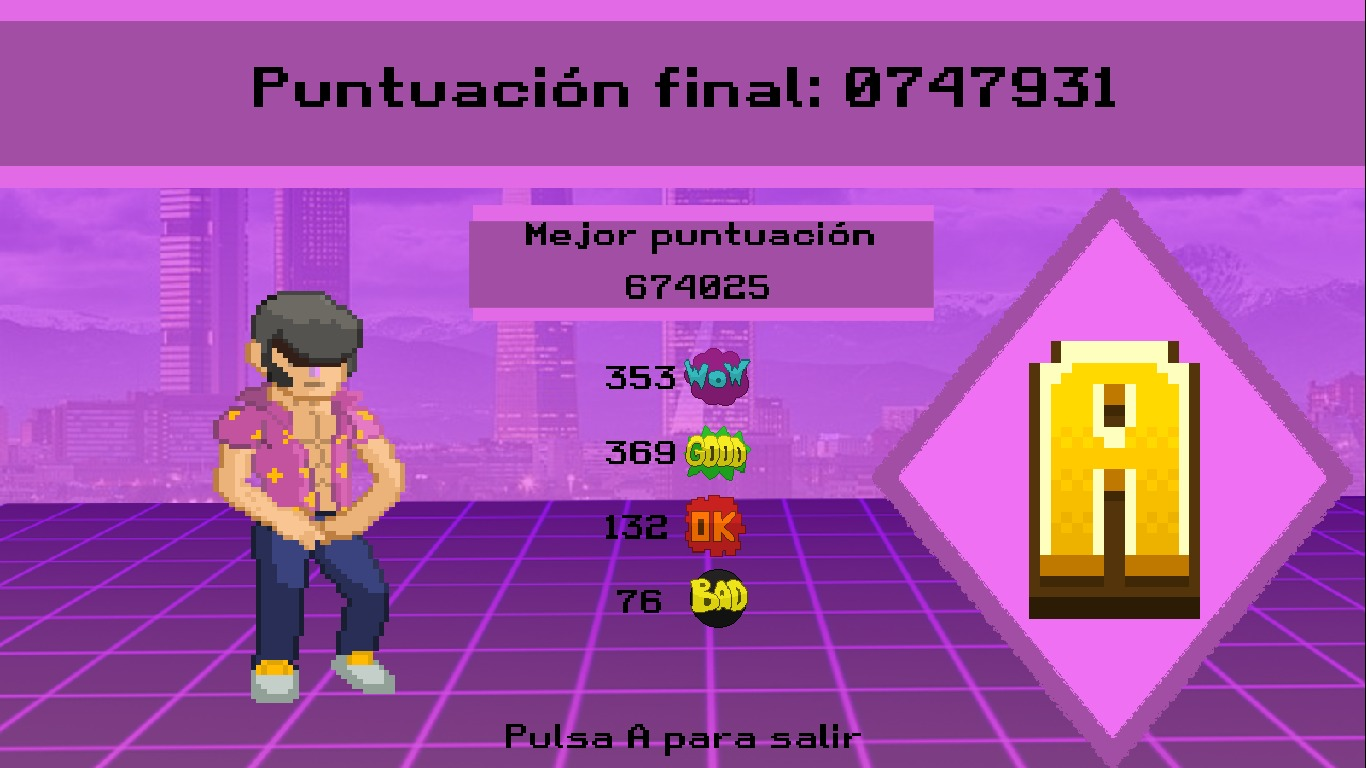 Puntuación final: 0747931
Mejor puntuación
674025
353 WOW
369 GOOD
132 OK
76 BAD
A
Pulsa A para salir